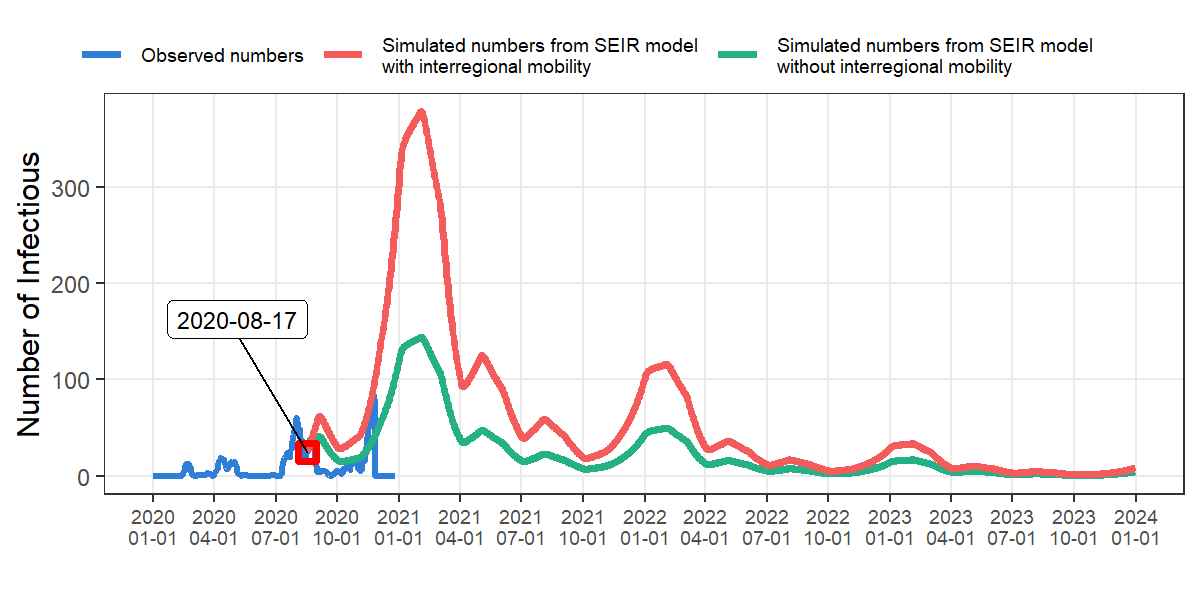 Observed numbers
Simulated numbers from SEIR model
with interregional mobility
Simulated numbers from SEIR model
without interregional mobility
Number of Infectious
300
200
100
0
2020-08-17
2020 2020 2020 2020 2021 2021 2021 2021 2022 2022 2022 2022 2023 2023 2023 2023 2024
01-01 04-01 07-01 10-01 01-01 04-01 07-01 10-01 01-01 04-01 07-01 10-01 01-01 04-01 07-01 10-01 01-01